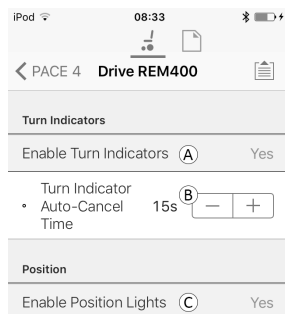 iPod 08:33
PACE 4 Drive REM400
Turn Indicators
Enable Turn Indicators A Yes
Turn Indicator
Auto-Cancel
Time
15s B − +
Position
Enable Position Lights C Yes